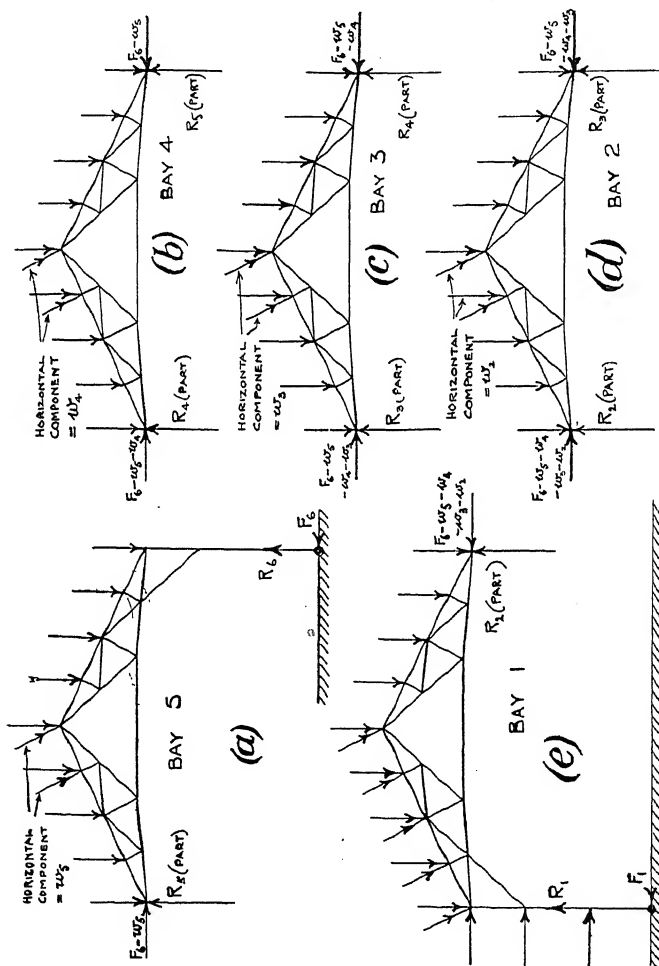 HORIZONTAL
COMPONENT
= w₅
F₆-w₅
R₅(PART)
BAY 5
(a)
R₆
F₆
HORIZONTAL
COMPONENT
= w₄
F₆-w₅-w₄
R₄(PART)
BAY 4
(b)
F₆-w₅
R₅(PART)
HORIZONTAL
COMPONENT
= w₃
F₆-w₅
-w₄-w₃
R₃(PART)
BAY 3
(c)
F₆-w₅
-w₄
R₄(PART)
HORIZONTAL
COMPONENT
= w₂
F₆-w₅-w₄
-w₃-w₂
R₂(PART)
BAY 2
(d)
F₆-w₅
-w₄-w₃
R₃(PART)
F₆-w₅-w₄
-w₃-w₂
R₂(PART)
BAY 1
(e)
R₁
F₁